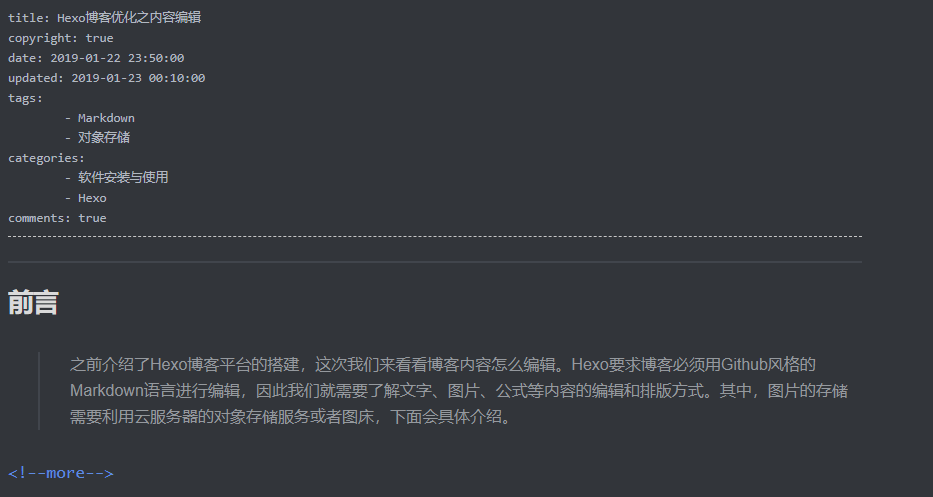 title: Hexo博客优化之内容编辑
copyright: true
date: 2019-01-22 23:50:00
updated: 2019-01-23 00:10:00
tags:
- Markdown
- 对象存储
categories:
- 软件安装与使用
- Hexo
comments: true
前言
之前介绍了Hexo博客平台的搭建，这次我们来看看博客内容怎么编辑。Hexo要求博客必须用Github风格的
Markdown语言进行编辑，因此我们就需要了解文字、图片、公式等内容的编辑和排版方式。其中，图片的存储
需要利用云服务器的对象存储服务或者图床，下面会具体介绍。
<!--more-->